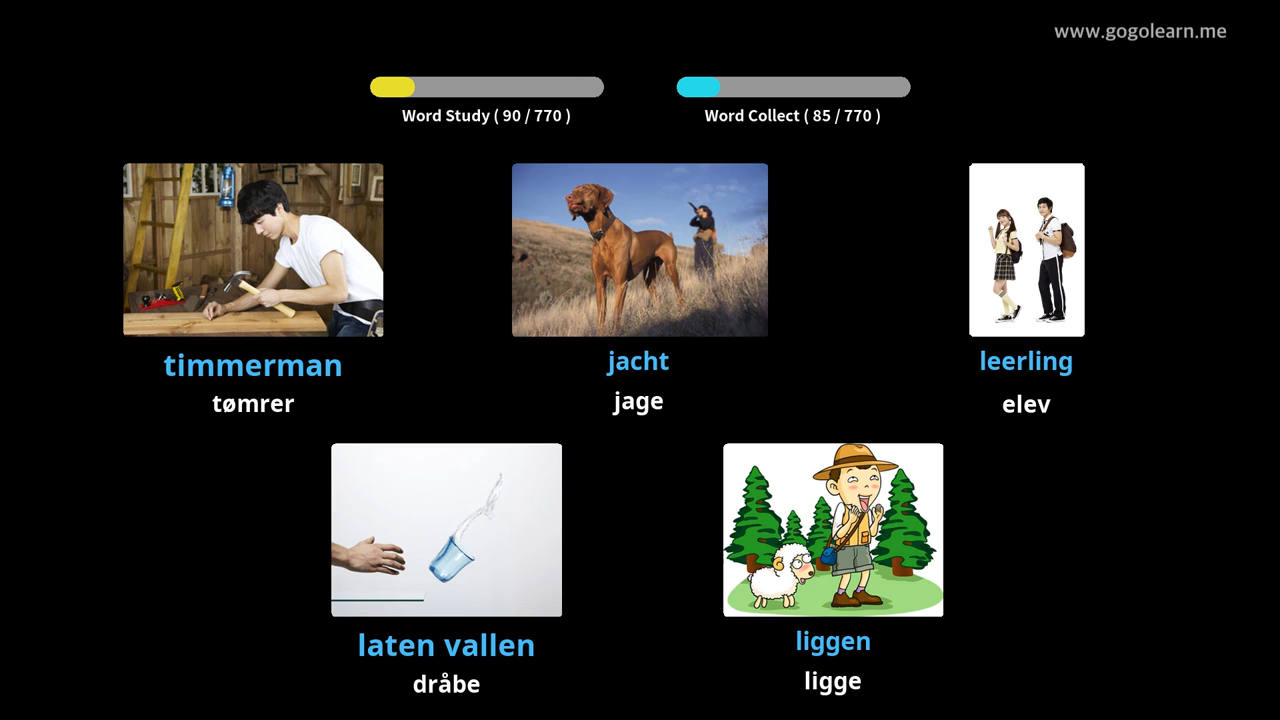 www.gogolearn.me
Word Study ( 90 / 770 )
Word Collect ( 85 / 770 )
timmerman
tømrer
jacht
jage
leerling
elev
laten vallen
dråbe
liggen
ligge